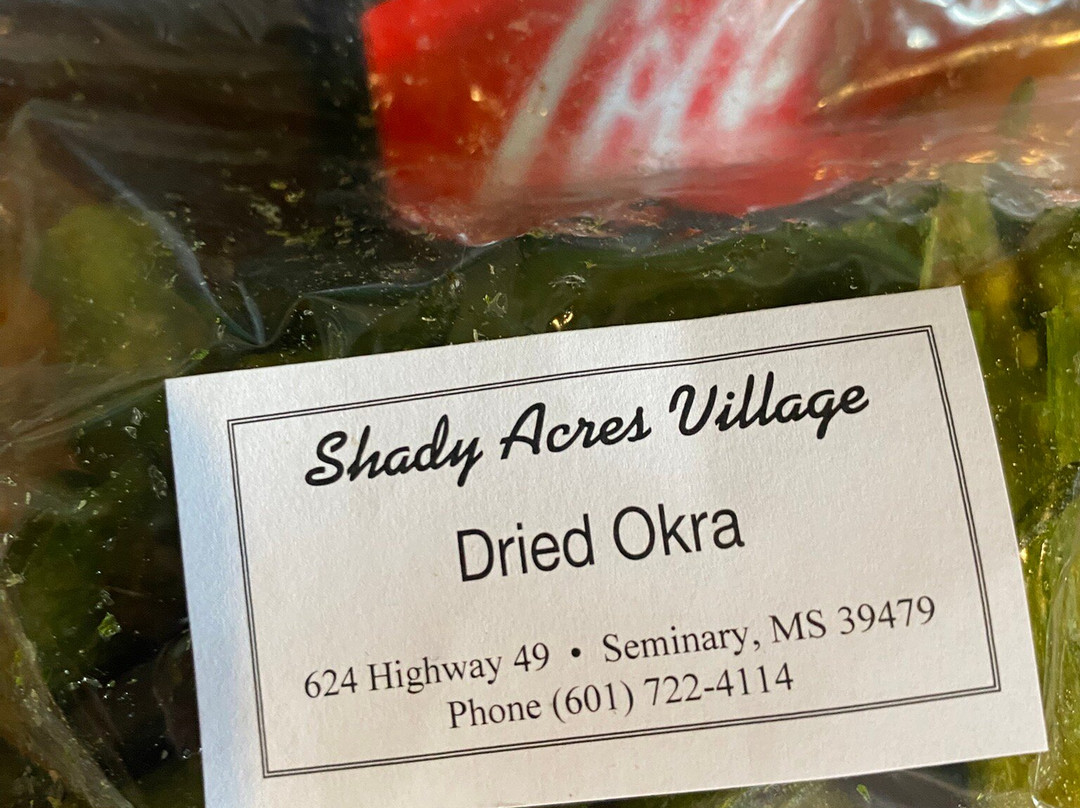 Shady Acres Village
Dried Okra
624 Highway 49 • Seminary, MS 39479
Phone (601) 722-4114